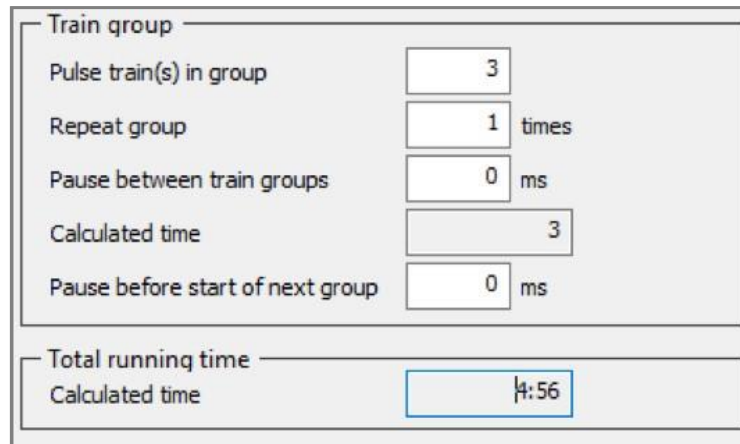 Train group
Pulse train(s) in group 3
Repeat group 1 times
Pause between train groups 0 ms
Calculated time 3
Pause before start of next group 0 ms
Total running time
Calculated time 4:56